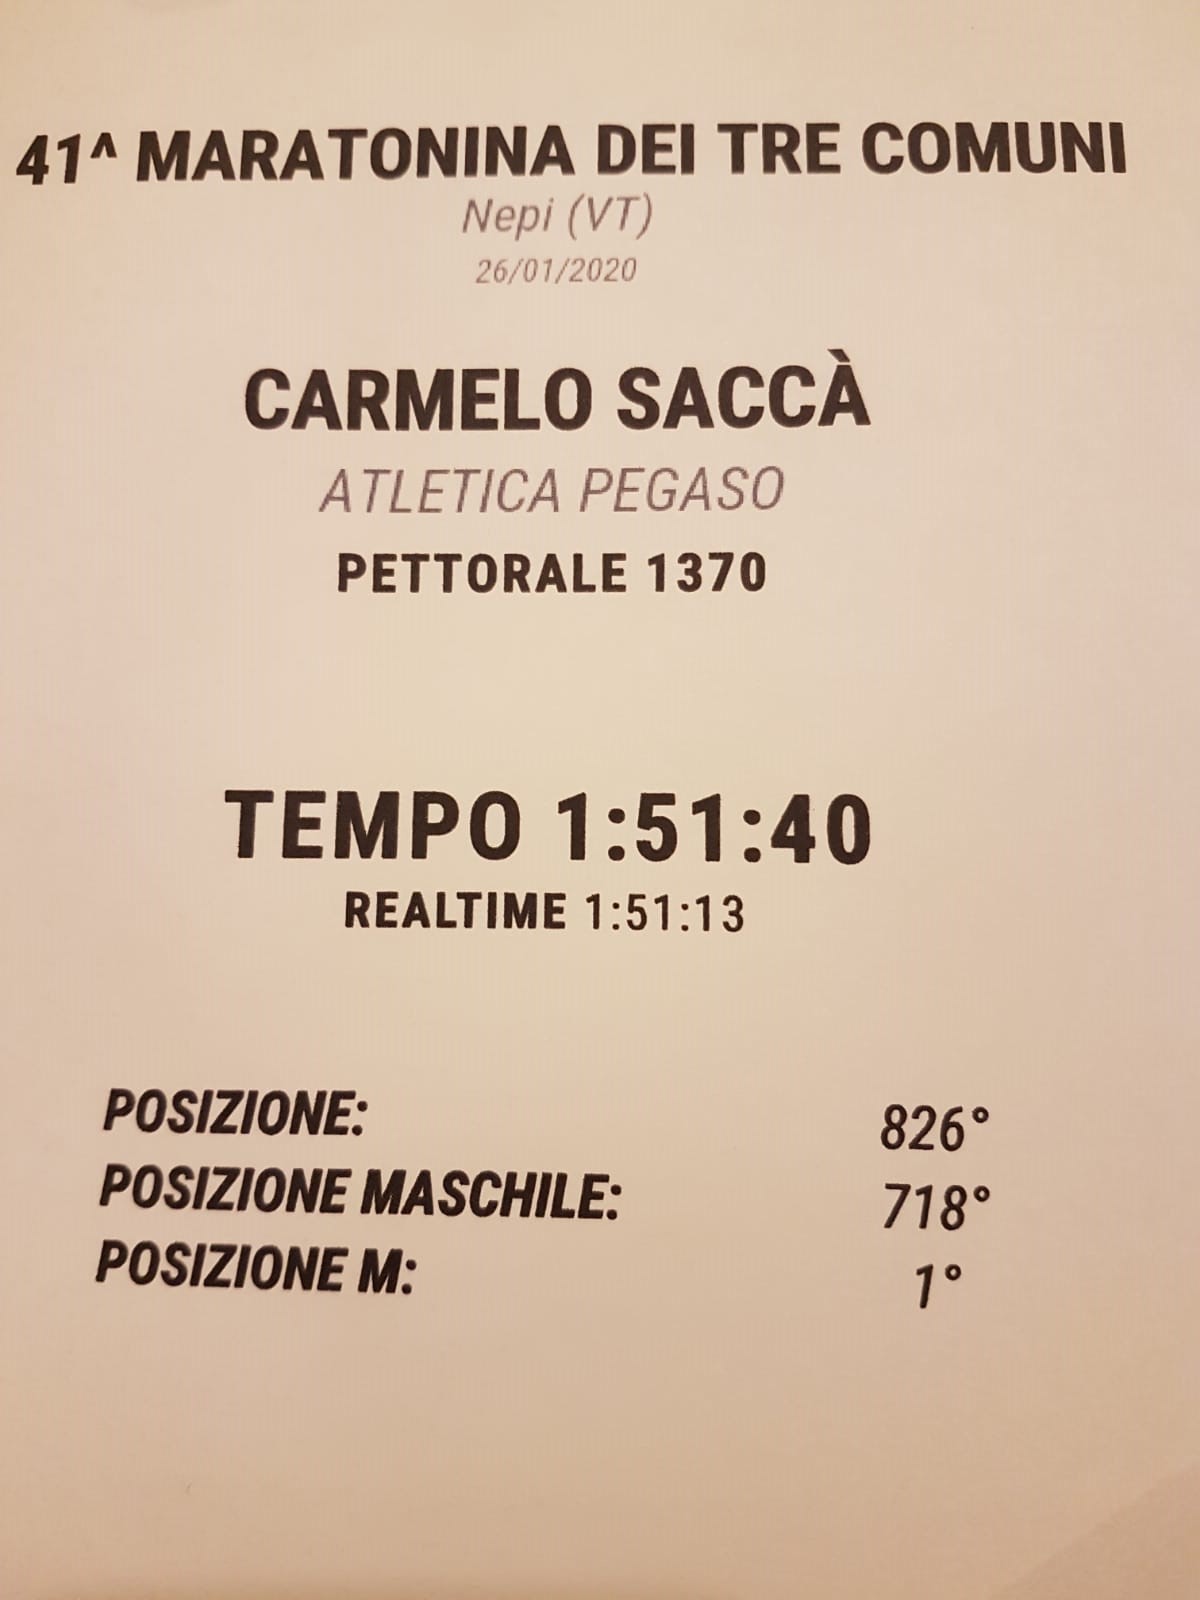 41^ MARATONINA DEI TRE COMUNI
Nepi (VT)
26/01/2020
CARMELO SACCÀ
ATLETICA PEGASO
PETTORALE 1370
TEMPO 1:51:40
REALTIME 1:51:13
POSIZIONE: 826°
POSIZIONE MASCHILE: 718°
POSIZIONE M: 1°